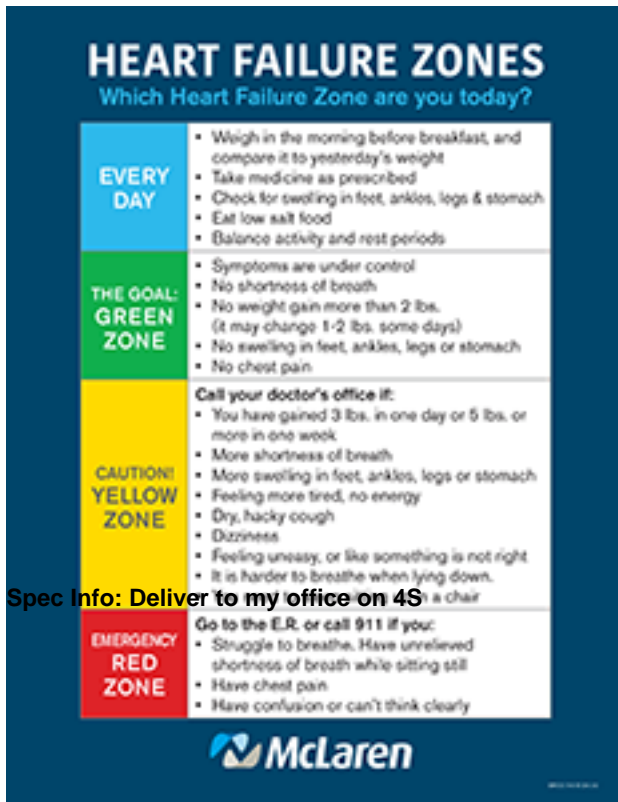 HEART FAILURE ZONES
Which Heart Failure Zone are you today?
EVERY
DAY
• Weigh in the morning before breakfast, and
compare it to yesterday's weight
• Take medicine as prescribed
• Check for swelling in feet, ankles, legs & stomach
• Eat low salt food
• Balance activity and rest periods
THE GOAL:
GREEN
ZONE
• Symptoms are under control
• No shortness of breath
• No weight gain more than 2 lbs.
(it may change 1-2 lbs. some days)
• No swelling in feet, ankles, legs or stomach
• No chest pain
CAUTION!
YELLOW
ZONE
Call your doctor's office if:
• You have gained 3 lbs. in one day or 5 lbs. or
more in one week
• More shortness of breath
• More swelling in feet, ankles, legs or stomach
• Feeling more tired, no energy
• Dry, hacky cough
• Dizziness
• Feeling uneasy, or like something is not right
• It is harder to breathe when lying down.
a chair
Spec Info: Deliver to my office on 4S
EMERGENCY
RED
ZONE
Go to the E.R. or call 911 if you:
• Struggle to breathe. Have unrelieved
shortness of breath while sitting still
• Have chest pain
• Have confusion or can't think clearly
McLaren